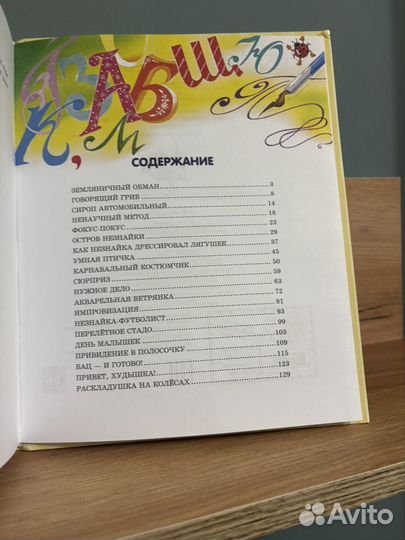 К, З А Б Ш. Ю
М Я
СОДЕРЖАНИЕ
ЗЕМЛЯНИЧНЫЙ ОБМАН 3
ГОВОРЯЩИЙ ГРИБ 8
СИРОП АВТОМОБИЛЬНЫЙ 14
НЕНАУЧНЫЙ МЕТОД 18
ФОКУС-ПОКУС 23
ОСТРОВ НЕЗНАЙКИ 29
КАК НЕЗНАЙКА ДРЕССИРОВАЛ ЛЯГУШЕК 37
УМНАЯ ПТИЧКА 45
КАРНАВАЛЬНЫЙ КОСТЮМЧИК 50
СЮРПРИЗ 59
НУЖНОЕ ДЕЛО 63
АКВАРЕЛЬНАЯ ВЕТРЯНКА 72
ИМПРОВИЗАЦИЯ 81
НЕЗНАЙКА-ФУТБОЛИСТ 93
ПЕРЕЛЁТНОЕ СТАДО 99
ДЕНЬ МАЛЫШЕК 103
ПРИВИДЕНИЕ В ПОЛОСОЧКУ 109
БАЦ — И ГОТОВО! 115
ПРИВЕТ, ХУДЫШКА! 123
РАСКЛАДУШКА НА КОЛЁСАХ 129
Avito